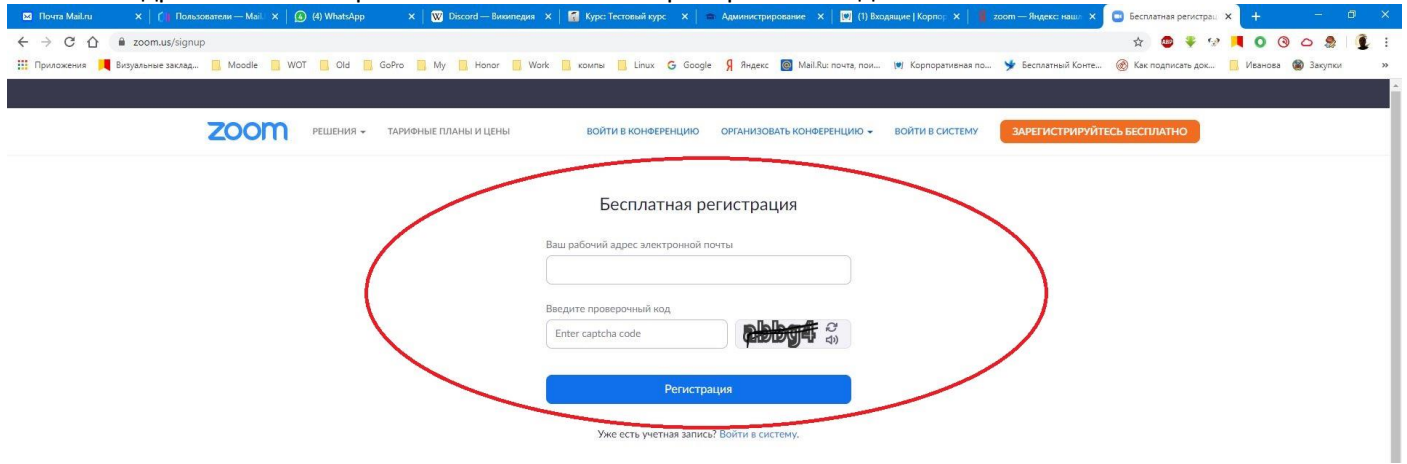 Почта Mail.ru
Пользователи — Mail
(4) WhatsApp
Discord — Википедия
Курс: Тестовый курс
Администрирование
(1) Входящие | Корпор
zoom — Яндекс: наш
Бесплатная регистрац
zoom.us/signup
Приложения
Визуальные заклад...
Moodle
WOT
Old
GoPro
My
Honor
Work
компы
Linux
Google
Яндекс
Mail.Ru: почта, пои...
Корпоративная по...
Бесплатный Конте...
Как подписать док...
Иванова
Закупки
zoom
РЕШЕНИЯ
ТАРИФНЫЕ ПЛАНЫ И ЦЕНЫ
ВОЙТИ В КОНФЕРЕНЦИЮ
ОРГАНИЗОВАТЬ КОНФЕРЕНЦИЮ
ВОЙТИ В СИСТЕМУ
ЗАРЕГИСТРИРУЙТЕСЬ БЕСПЛАТНО
Бесплатная регистрация
Ваш рабочий адрес электронной почты
Введите проверочный код
Enter captcha code
Регистрация
Уже есть учетная запись? Войти в систему.